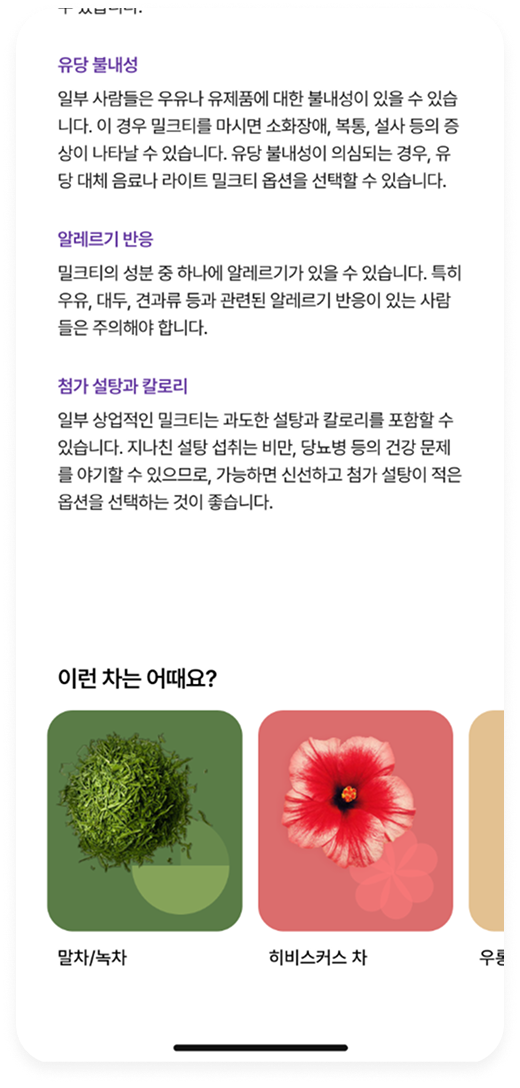 수 있습니다.
유당 불내성
일부 사람들은 우유나 유제품에 대한 불내성이 있을 수 있습
니다. 이 경우 밀크티를 마시면 소화장애, 복통, 설사 등의 증
상이 나타날 수 있습니다. 유당 불내성이 의심되는 경우, 유
당 대체 음료나 라이트 밀크티 옵션을 선택할 수 있습니다.
알레르기 반응
밀크티의 성분 중 하나에 알레르기가 있을 수 있습니다. 특히
우유, 대두, 견과류 등과 관련된 알레르기 반응이 있는 사람
들은 주의해야 합니다.
첨가 설탕과 칼로리
일부 상업적인 밀크티는 과도한 설탕과 칼로리를 포함할 수
있습니다. 지나친 설탕 섭취는 비만, 당뇨병 등의 건강 문제
를 야기할 수 있으므로, 가능하면 신선하고 첨가 설탕이 적은
옵션을 선택하는 것이 좋습니다.
이런 차는 어때요?
말차/녹차
히비스커스 차